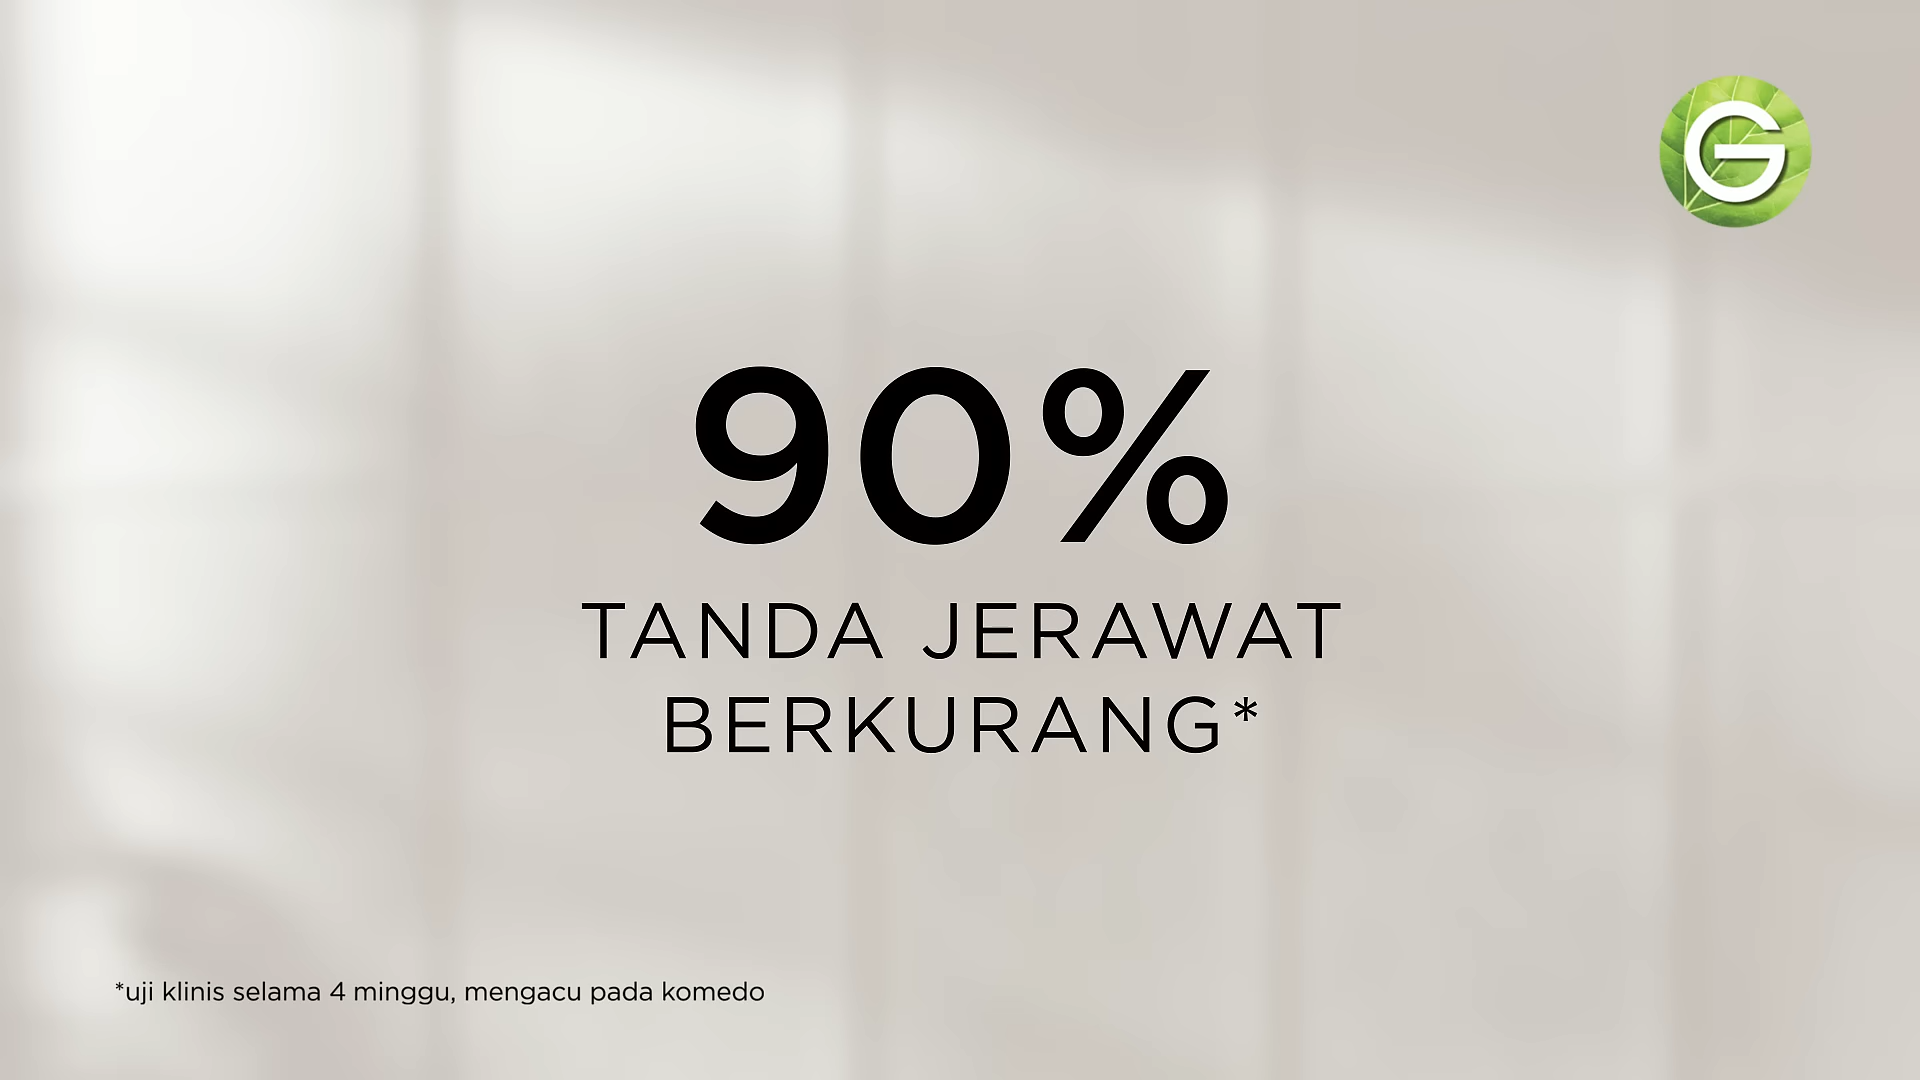 G
90%
TANDA JERAWAT
BERKURANG*
*uji klinis selama 4 minggu, mengacu pada komedo